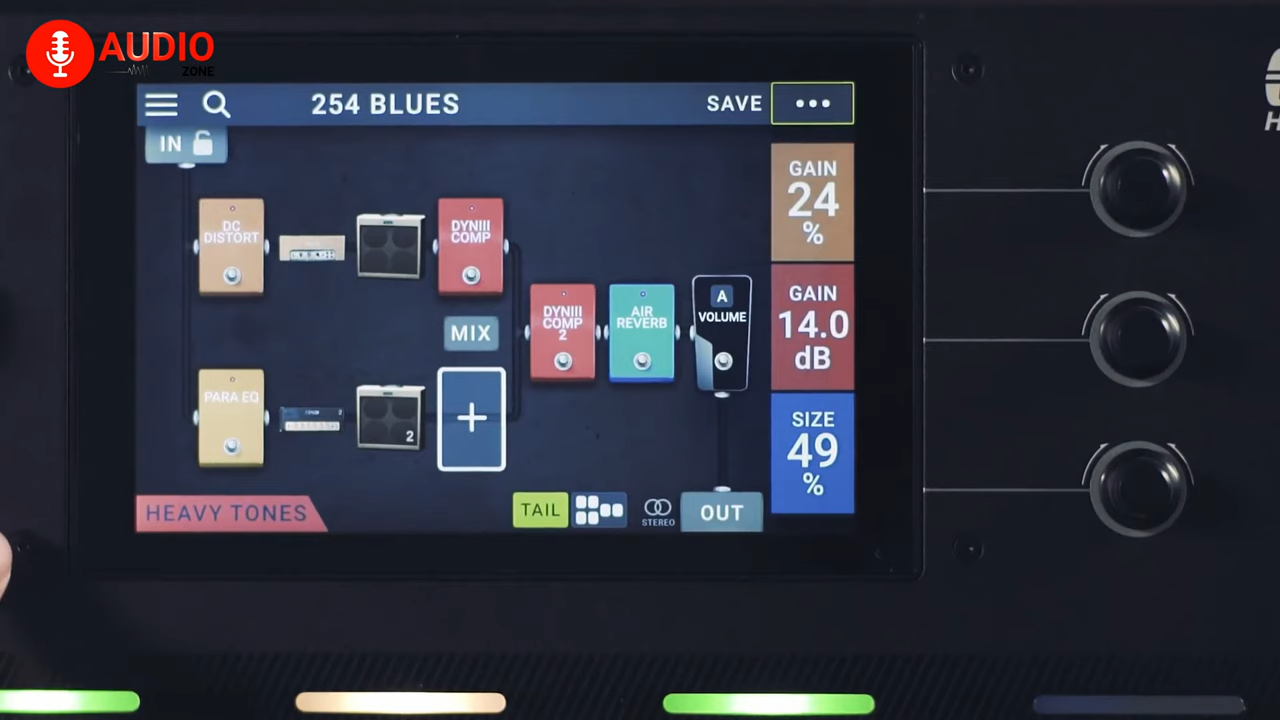 AUDIO
ZONE
254 BLUES
SAVE
IN
DC
DISTORT
DYNIII
COMP
MIX
DYNIII
COMP
2
AIR
REVERB
A
VOLUME
PARA EQ
2
GAIN
24
%
GAIN
14.0
dB
SIZE
49
%
HEAVY TONES
TAIL
STEREO
OUT
H